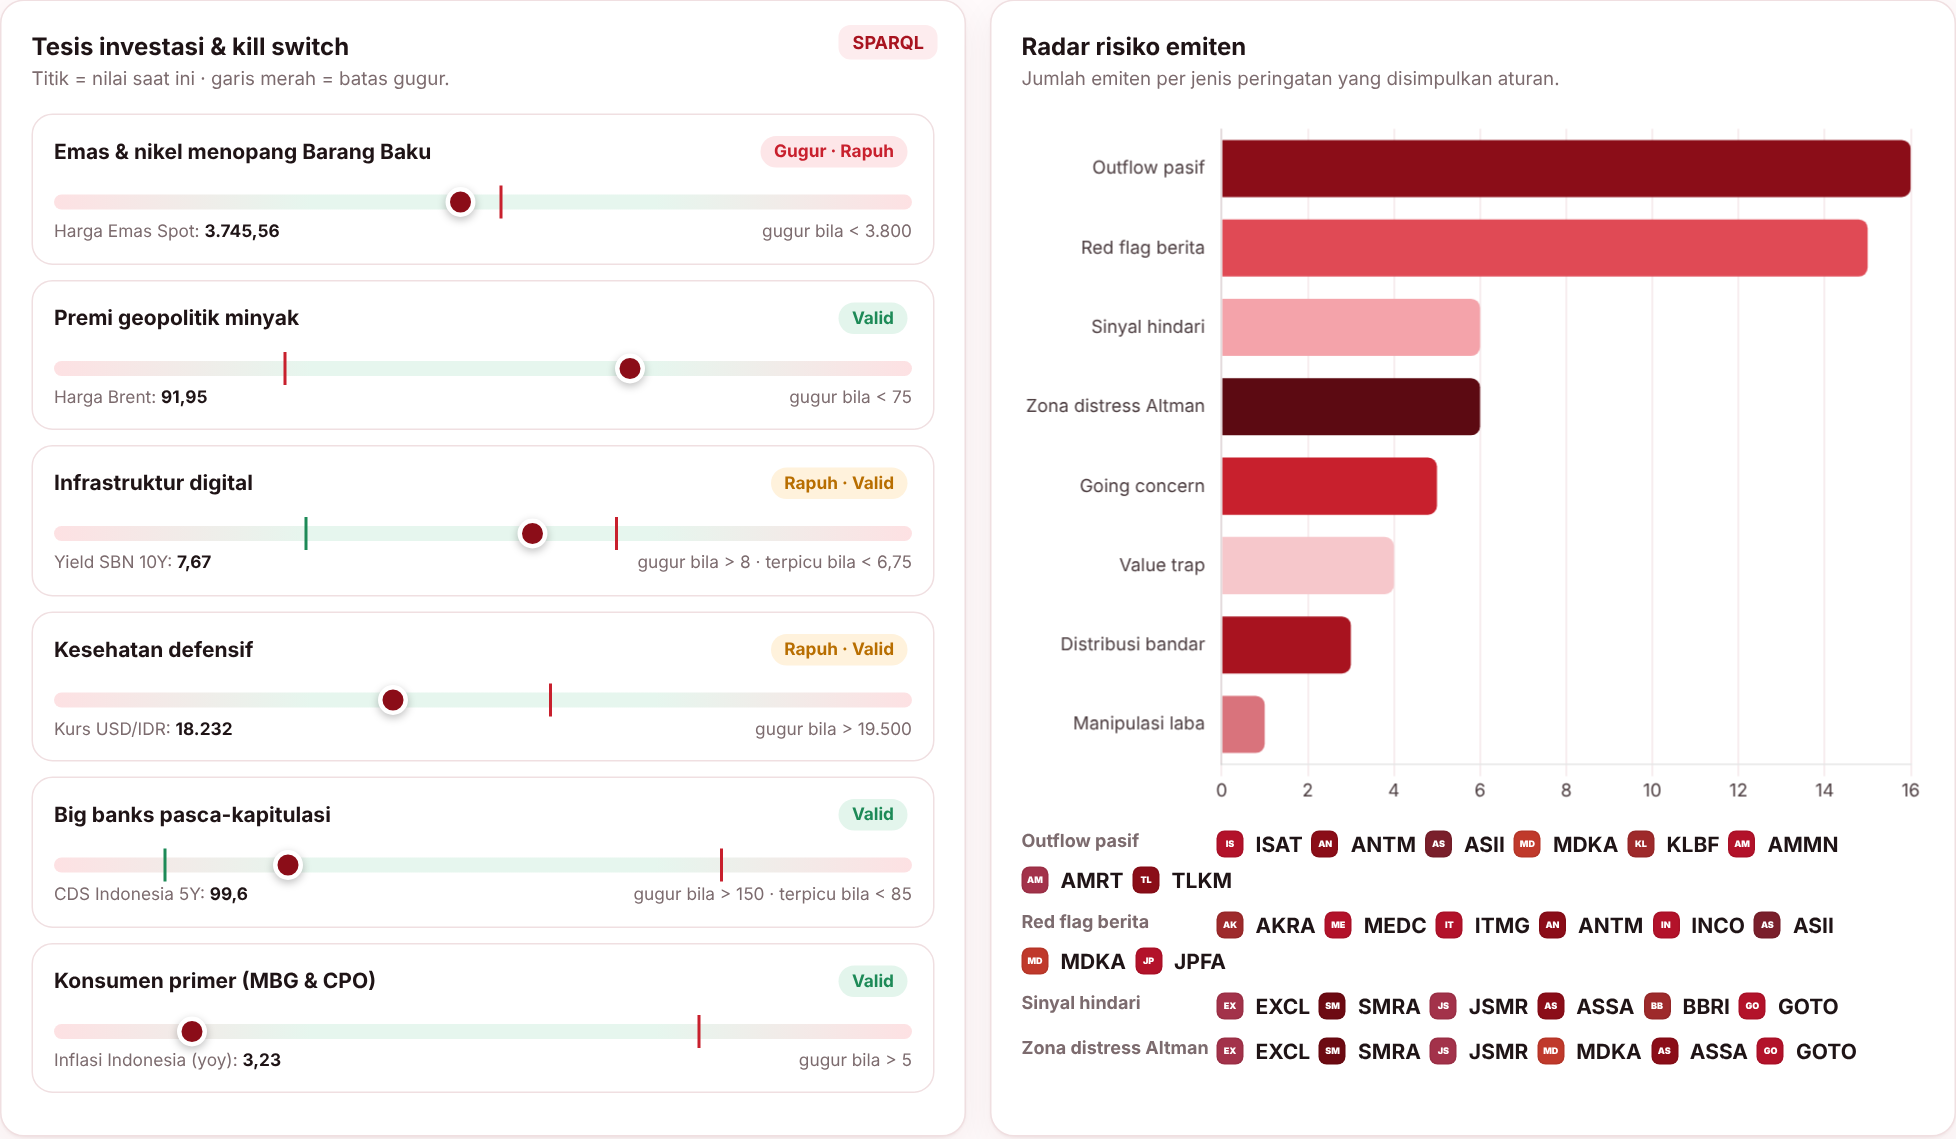 Tesis investasi & kill switch
SPARQL
Titik = nilai saat ini · garis merah = batas gugur.
Emas & nikel menopang Barang Baku
Gugur · Rapuh
Harga Emas Spot: 3.745,56
gugur bila < 3.800
Premi geopolitik minyak
Valid
Harga Brent: 91,95
gugur bila < 75
Infrastruktur digital
Rapuh · Valid
Yield SBN 10Y: 7,67
gugur bila > 8 · terpicu bila < 6,75
Kesehatan defensif
Rapuh · Valid
Kurs USD/IDR: 18.232
gugur bila > 19.500
Big banks pasca-kapitulasi
Valid
CDS Indonesia 5Y: 99,6
gugur bila > 150 · terpicu bila < 85
Konsumen primer (MBG & CPO)
Valid
Inflasi Indonesia (yoy): 3,23
gugur bila > 5
Radar risiko emiten
Jumlah emiten per jenis peringatan yang disimpulkan aturan.
Outflow pasif
Red flag berita
Sinyal hindari
Zona distress Altman
Going concern
Value trap
Distribusi bandar
Manipulasi laba
0 2 4 6 8 10 12 14 16
Outflow pasif IS ISAT AN ANTM AS ASII MD MDKA KL KLBF AM AMMN
AM AMRT TL TLKM
Red flag berita AK AKRA ME MEDC IT ITMG AN ANTM IN INCO AS ASII
MD MDKA JP JPFA
Sinyal hindari EX EXCL SM SMRA JS JSMR AS ASSA BB BBRI GO GOTO
Zona distress Altman EX EXCL SM SMRA JS JSMR MD MDKA AS ASSA GO GOTO